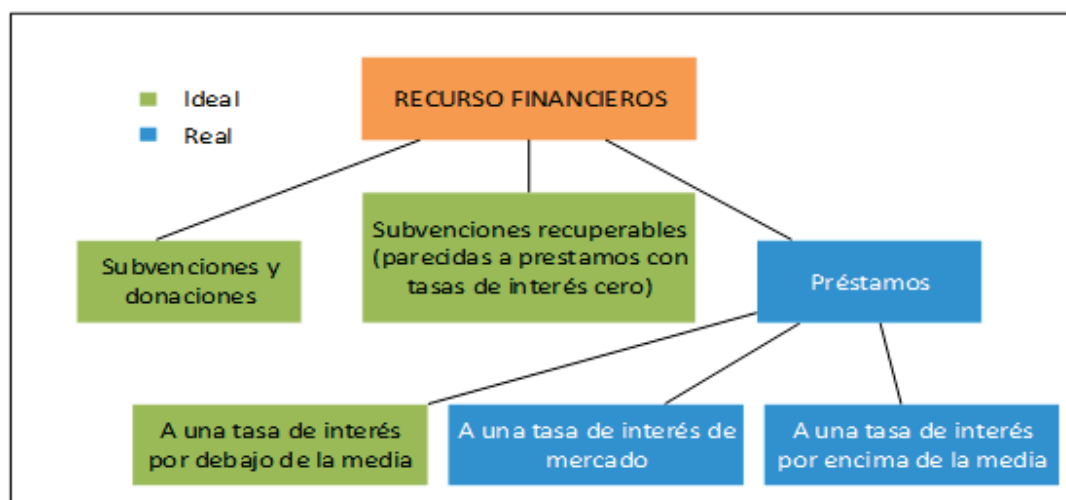 Ideal
Real
RECURSO FINANCIEROS
Subvenciones y
donaciones
Subvenciones recuperables
(parecidas a prestamos con
tasas de interés cero)
Préstamos
A una tasa de interés
por debajo de la media
A una tasa de interés de
mercado
A una tasa de interés
por encima de la media